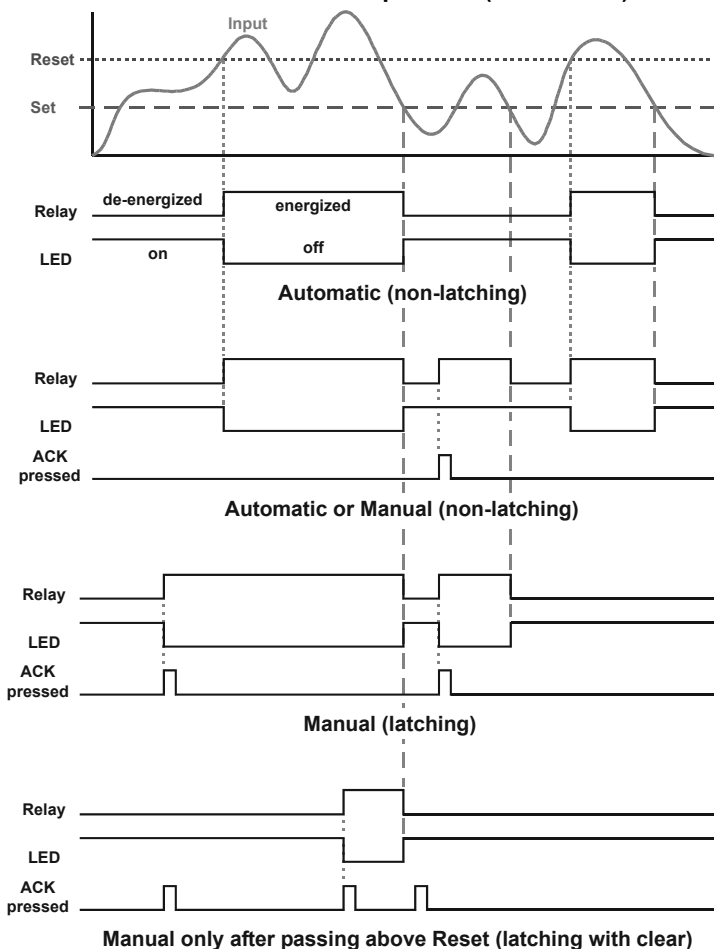 Input
Reset
Set
de-energized
energized
Relay
LED
on
off
Automatic (non-latching)
Relay
LED
ACK
pressed
Automatic or Manual (non-latching)
Relay
LED
ACK
pressed
Manual (latching)
Relay
LED
ACK
pressed
Manual only after passing above Reset (latching with clear)